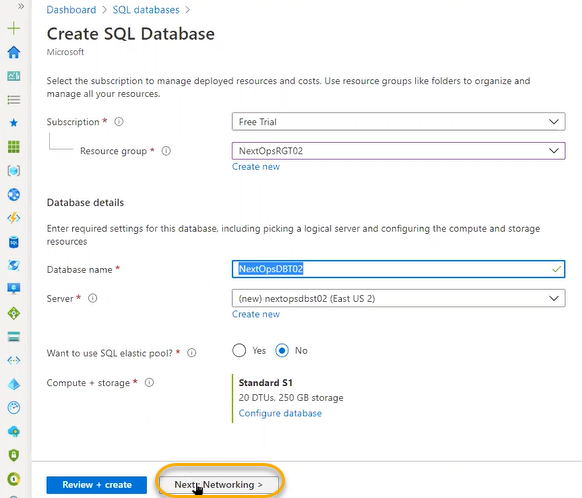 Dashboard > SQL databases >
Create SQL Database
Microsoft
Select the subscription to manage deployed resources and costs. Use resource groups like folders to organize and
manage all your resources.
Subscription *
Free Trial
Resource group *
NextOpsRGT02
Create new
Database details
Enter required settings for this database, including picking a logical server and configuring the compute and storage
resources
Database name *
NextOpsDBT02
Server *
(new) nextopsdbst02 (East US 2)
Create new
Want to use SQL elastic pool? *
Yes No
Compute + storage *
Standard S1
20 DTUs, 250 GB storage
Configure database
Review + create
Next: Networking >